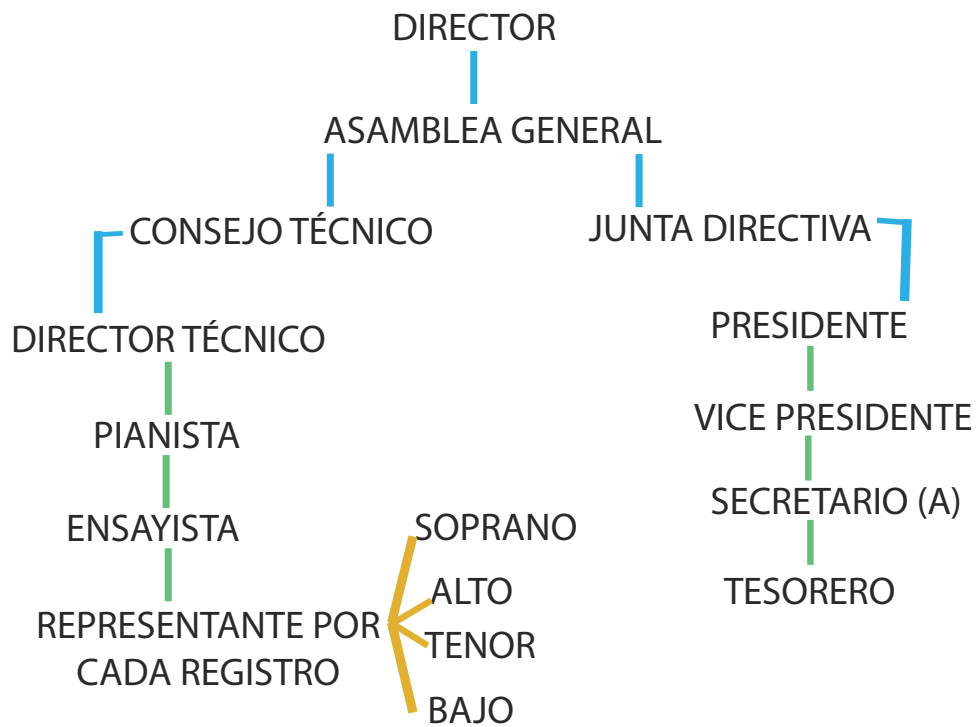 DIRECTOR
ASAMBLEA GENERAL
CONSEJO TÉCNICO
JUNTA DIRECTIVA
DIRECTOR TÉCNICO
PRESIDENTE
PIANISTA
VICE PRESIDENTE
ENSAYISTA
SECRETARIO (A)
SOPRANO
ALTO
TESORERO
REPRESENTANTE POR
CADA REGISTRO
TENOR
BAJO